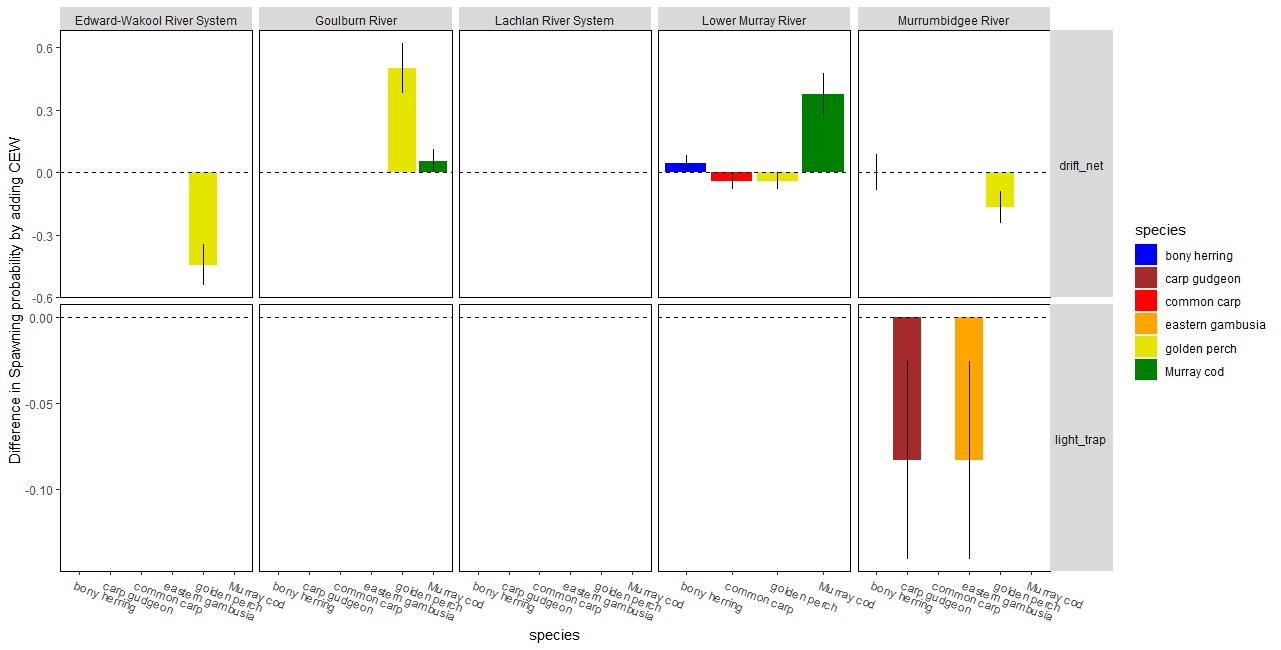 Edward-Wakool River System
Goulburn River
Lachlan River System
Lower Murray River
Murrumbidgee River
Difference in Spawning probability by adding CEW
0.6
0.3
0.0
-0.3
-0.6
drift_net
0.00
-0.05
-0.10
light_trap
bony herring
carp gudgeon
common carp
eastern gambusia
golden perch
Murray cod
bony herring
carp gudgeon
common carp
eastern gambusia
golden perch
Murray cod
bony herring
carp gudgeon
common carp
eastern gambusia
golden perch
Murray cod
bony herring
common carp
golden perch
Murray cod
bony herring
carp gudgeon
common carp
eastern gambusia
golden perch
Murray cod
species
species
bony herring
carp gudgeon
common carp
eastern gambusia
golden perch
Murray cod